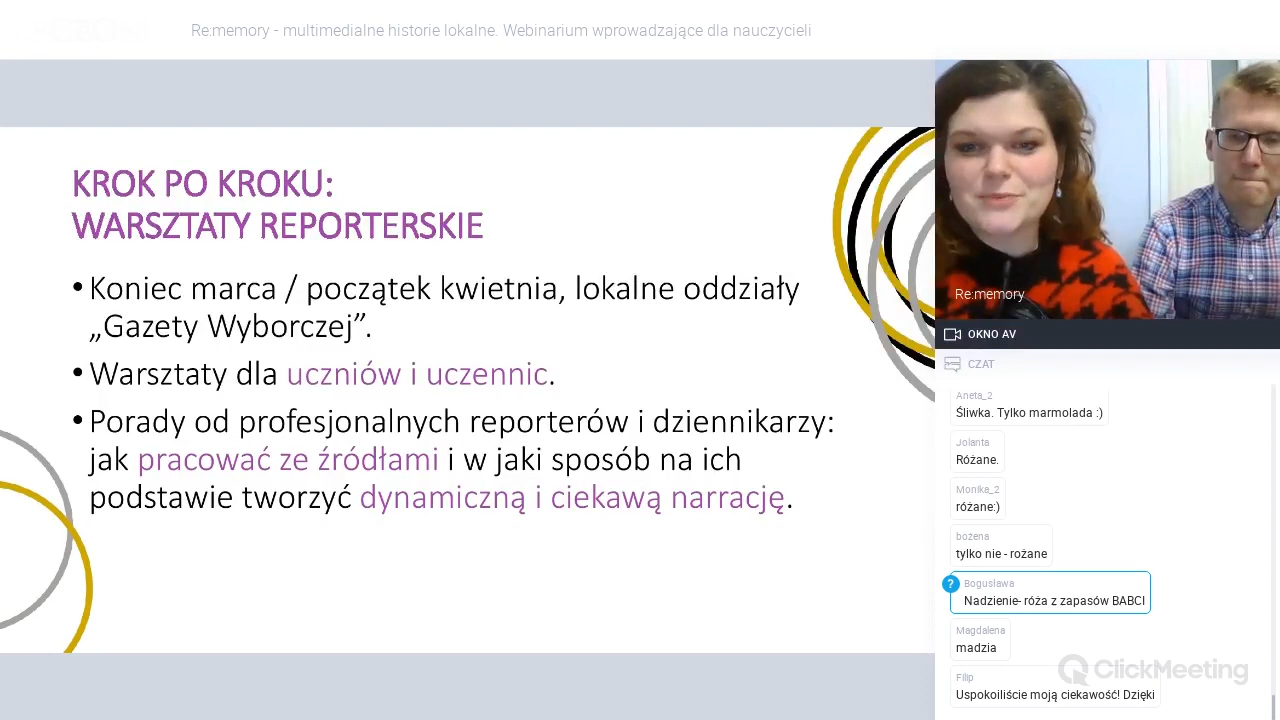 Re:memory - multimedialne historie lokalne. Webinarium wprowadzające dla nauczycieli
KROK PO KROKU:
WARSZTATY REPORTERSKIE
•Koniec marca / początek kwietnia, lokalne oddziały
„Gazety Wyborczej”.
•Warsztaty dla uczniów i uczennic.
•Porady od profesjonalnych reporterów i dziennikarzy:
jak pracować ze źródłami i w jaki sposób na ich
podstawie tworzyć dynamiczną i ciekawą narrację.
Re:memory
OKNO AV
CZAT
Aneta_2
Śliwka. Tylko marmolada :)
Jolanta
Różane.
Monika_2
różane:)
bożena
tylko nie - rożane
?
Bogusława
Nadzienie- róża z zapasów BABCI
Magdalena
madzia
ClickMeeting
Filip
Uspokoiliście moją ciekawość! Dzięki